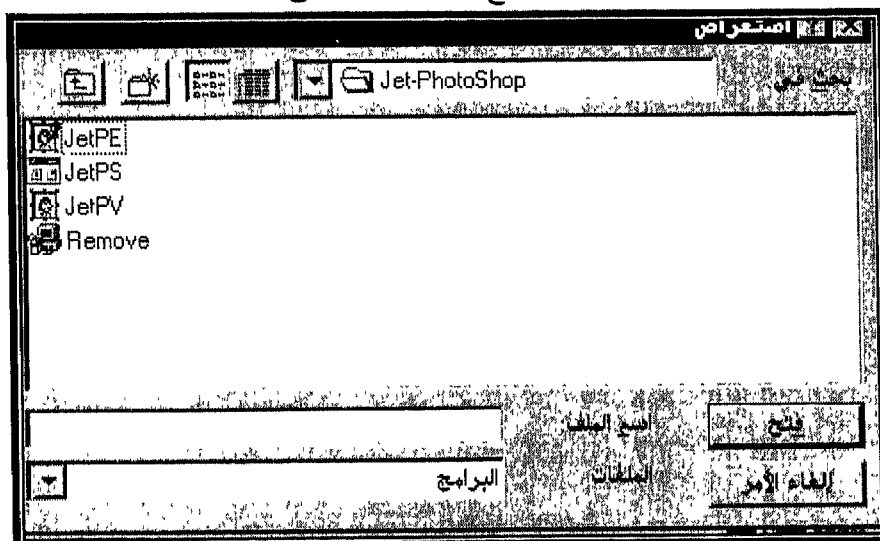 استعراض
بحث في
Jet-PhotoShop
JetPE
JetPS
JetPV
Remove
اسم الملف
فتح
الملفات
البرامج
إلغاء الأمر